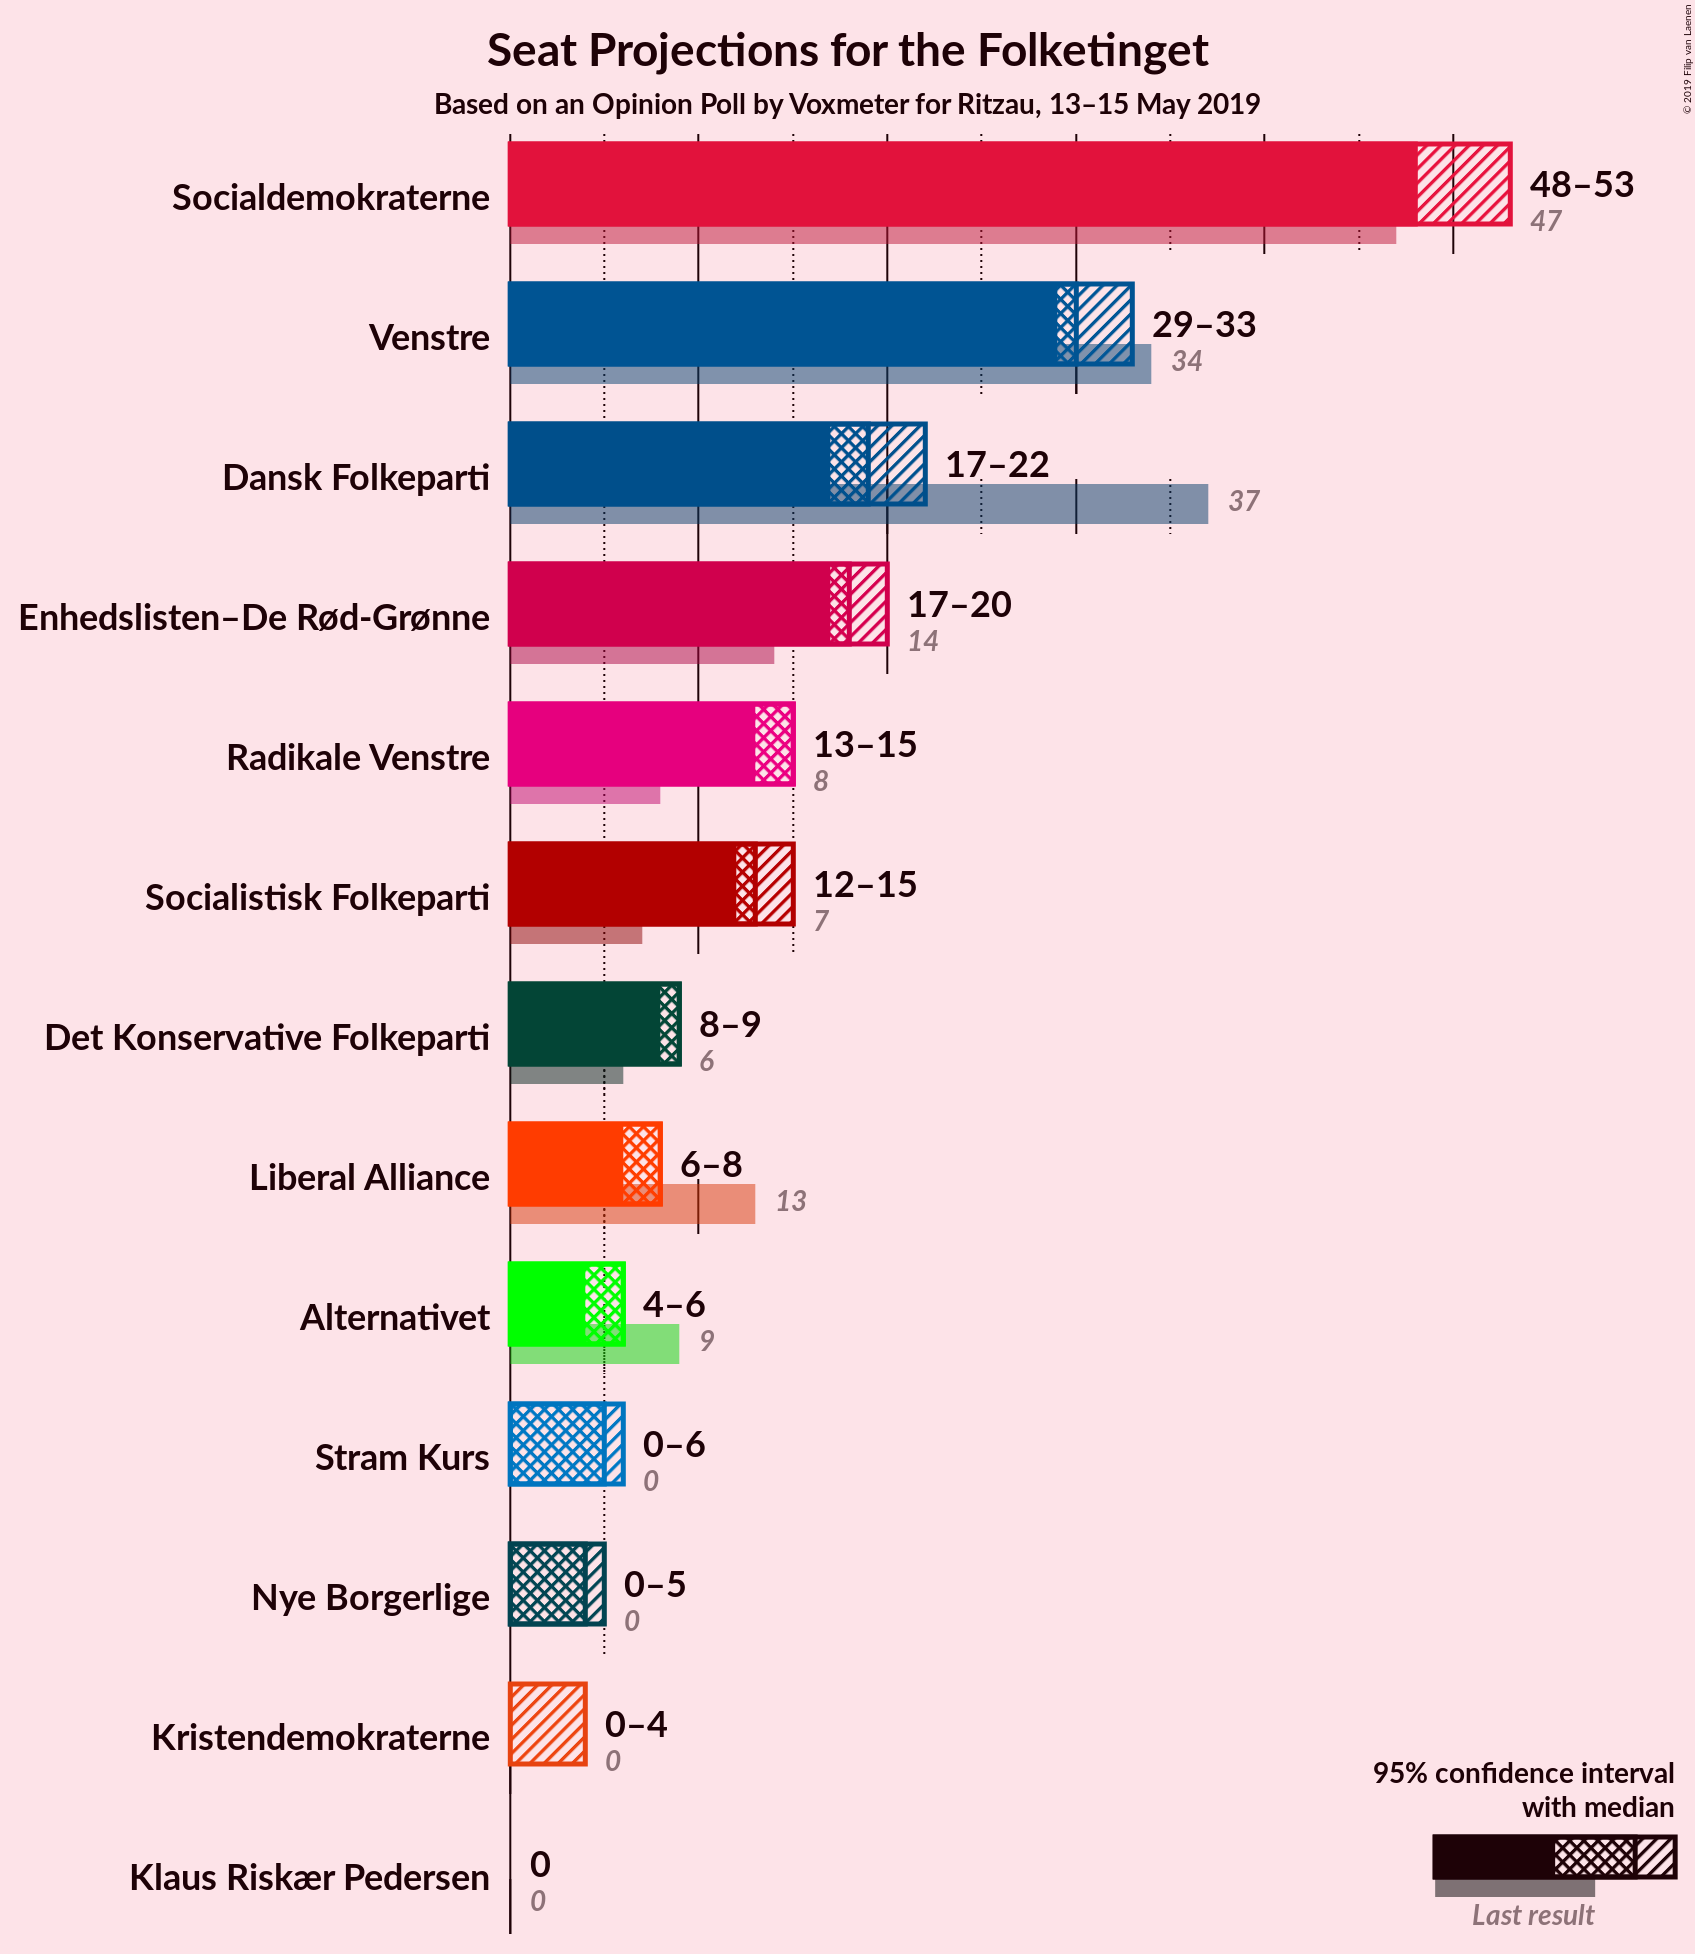 Seat Projections for the Folketinget
Based on an Opinion Poll by Voxmeter for Ritzau, 13–15 May 2019
© 2019 Filip van Laenen
Socialdemokraterne
48–53
47
Venstre
29–33
34
Dansk Folkeparti
17–22
37
Enhedslisten–De Rød-Grønne
17–20
14
Radikale Venstre
13–15
8
Socialistisk Folkeparti
12–15
7
Det Konservative Folkeparti
8–9
6
Liberal Alliance
6–8
13
Alternativet
4–6
9
Stram Kurs
0–6
0
Nye Borgerlige
0–5
0
Kristendemokraterne
0–4
0
Klaus Riskær Pedersen
0
0
95% confidence interval
with median
Last result